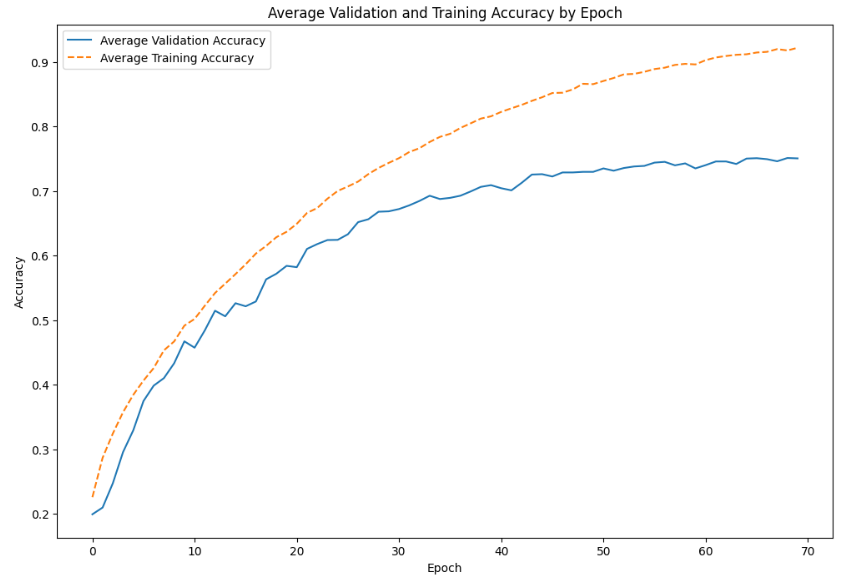 Average Validation and Training Accuracy by Epoch
Average Validation Accuracy
Average Training Accuracy
0.9
0.8
0.7
0.6
0.5
0.4
0.3
0.2
Accuracy
0 10 20 30 40 50 60 70
Epoch